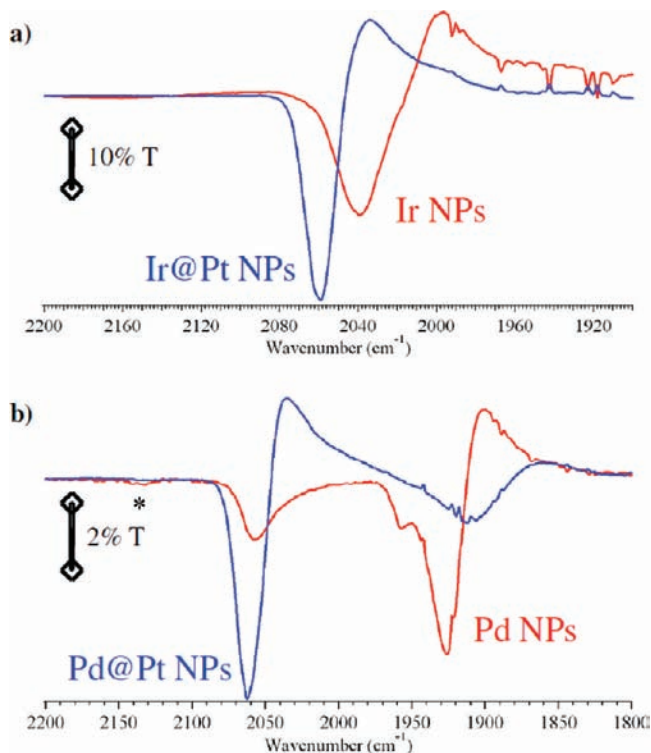 a)
10% T
Ir NPs
Ir@Pt NPs
2200 2160 2120 2080 2040 2000 1960 1920
Wavenumber (cm⁻¹)
b)
*
2% T
Pd NPs
Pd@Pt NPs
2200 2150 2100 2050 2000 1950 1900 1850 1800
Wavenumber (cm⁻¹)